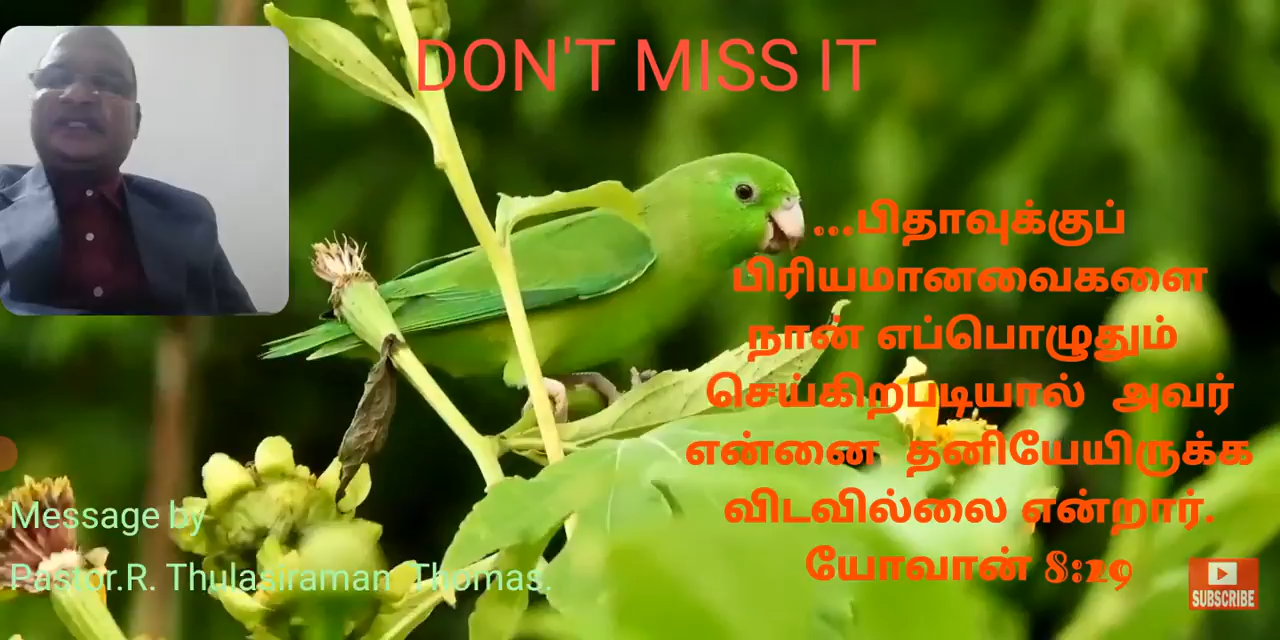 DON'T MISS IT
...பிதாவுக்குப்
பிரியமானவைகளை
நான் எப்பொழுதும்
செய்கிறபடியால் அவர்
என்னை தனியேயிருக்க
விடவில்லை என்றார்.
யோவான் 8:29
Message by
Pastor.R. Thulasiraman Thomas.
SUBSCRIBE